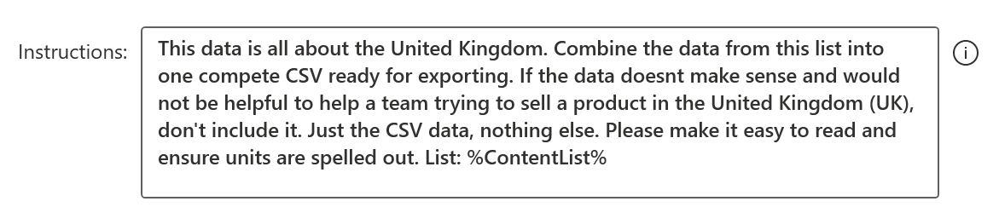 Instructions:
This data is all about the United Kingdom. Combine the data from this list into
one compete CSV ready for exporting. If the data doesnt make sense and would
not be helpful to help a team trying to sell a product in the United Kingdom (UK),
don't include it. Just the CSV data, nothing else. Please make it easy to read and
ensure units are spelled out. List: %ContentList%